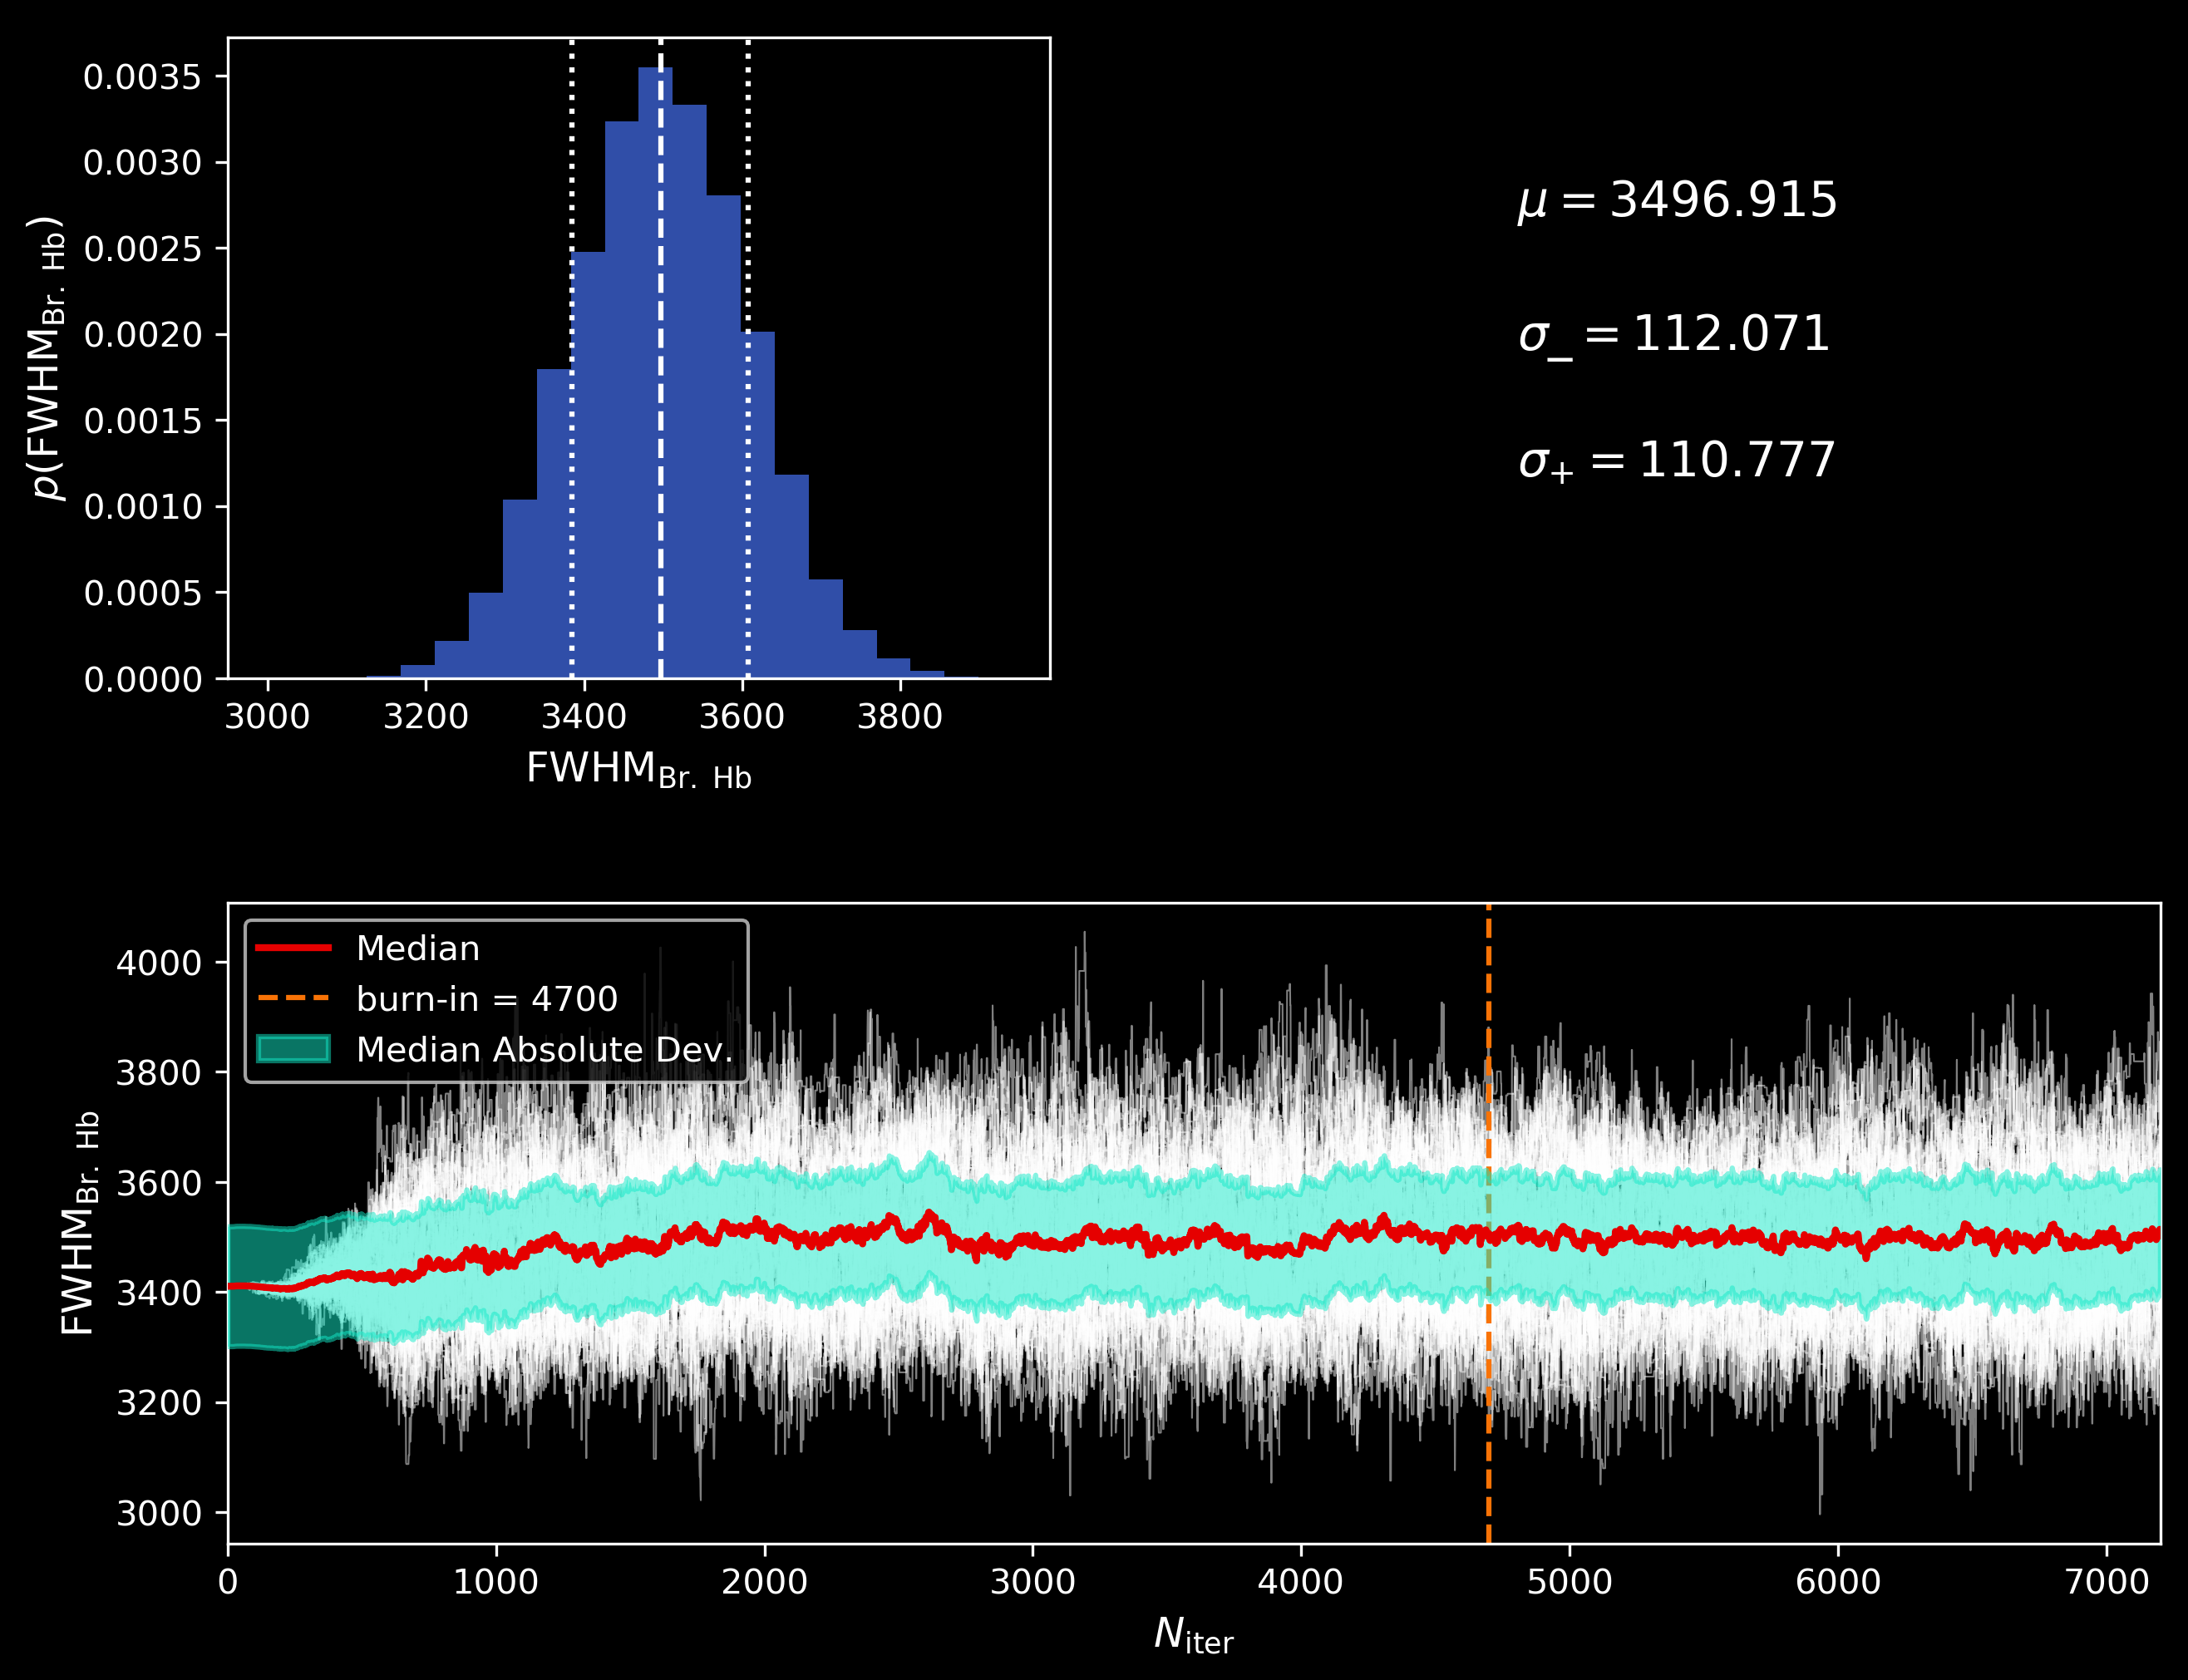 0.0035
0.0030
0.0025
0.0020
0.0015
0.0010
0.0005
0.0000
p(FWHM_Br. Hb)
3000 3200 3400 3600 3800
FWHM_Br. Hb
μ = 3496.915
σ_− = 112.071
σ_+ = 110.777
Median
burn-in = 4700
Median Absolute Dev.
4000
3800
3600
3400
3200
3000
FWHM_Br. Hb
0 1000 2000 3000 4000 5000 6000 7000
N_iter